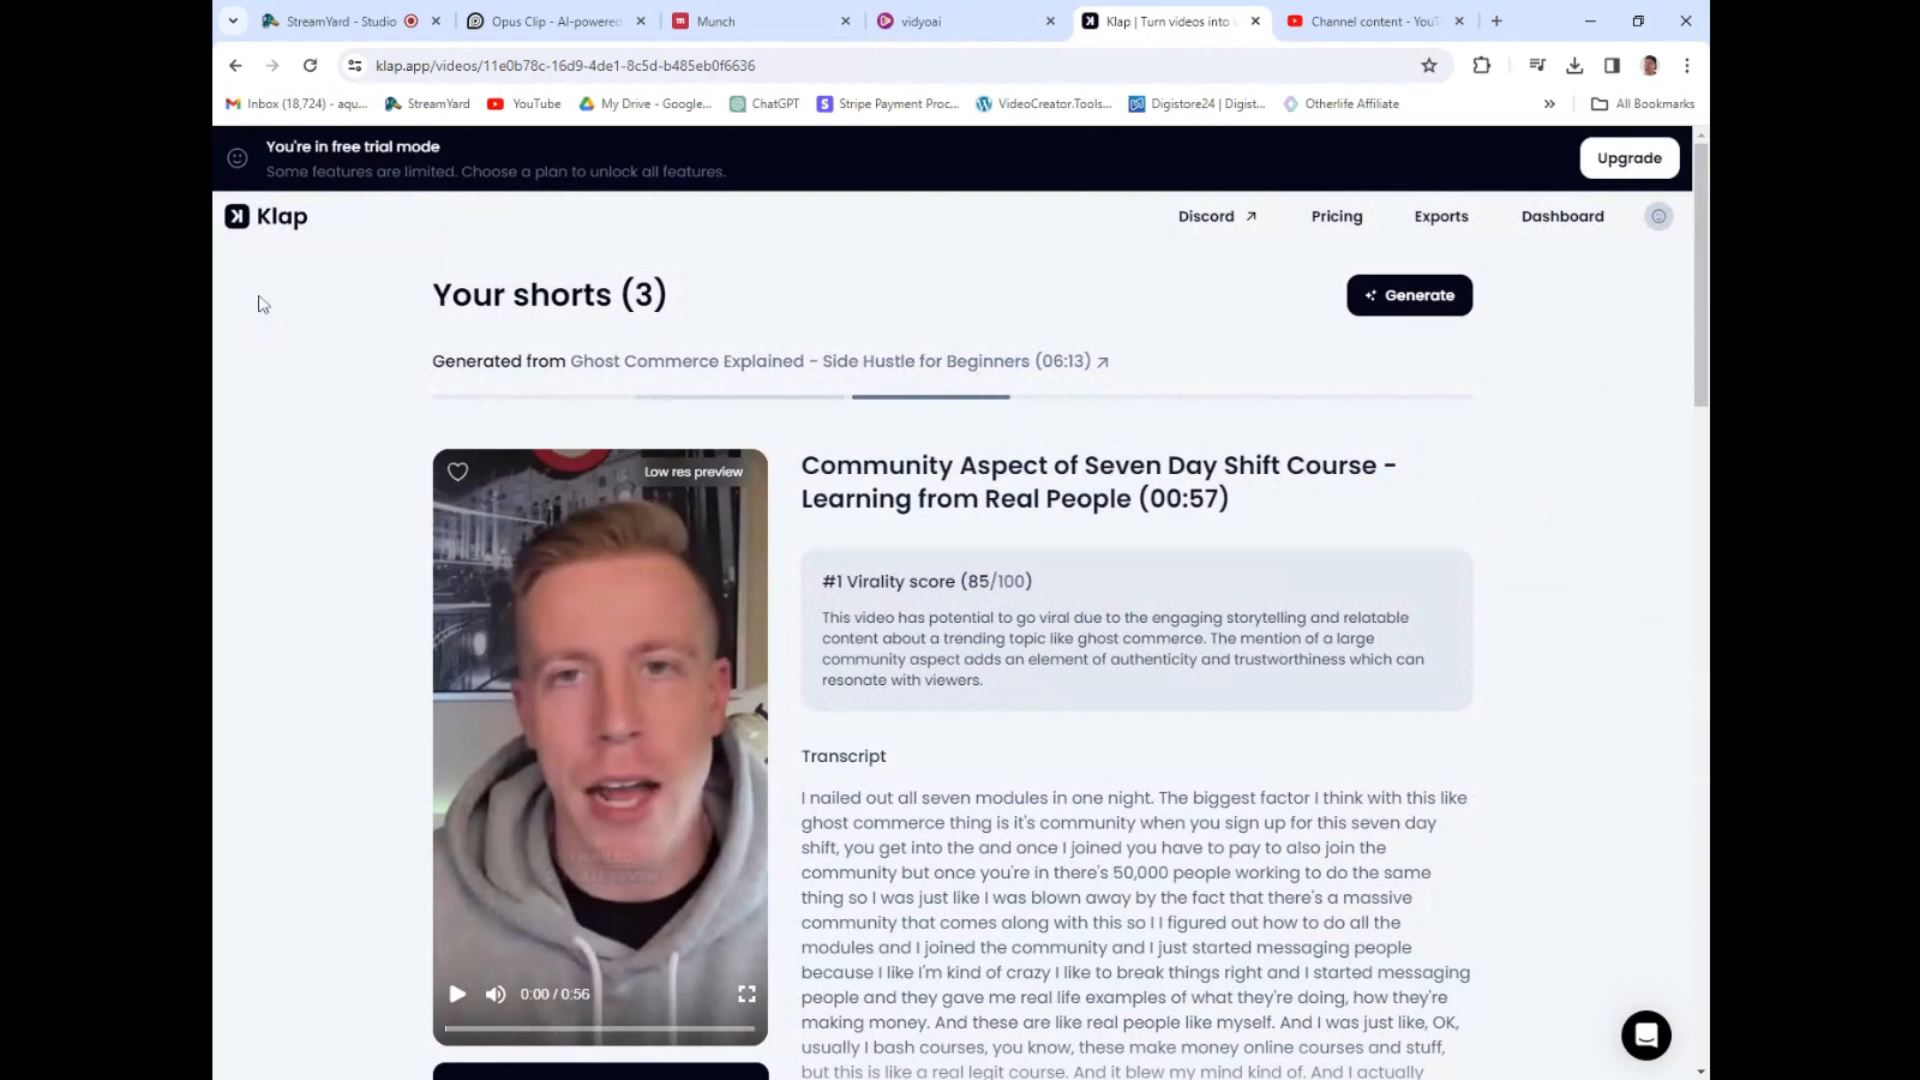 StreamYard - Studio
Opus Clip - AI-powered
Munch
vidyoai
Klap | Turn videos into
Channel content - YouT
klap.app/videos/11e0b78c-16d9-4de1-8c5d-b485eb0f6636
Inbox (18,724) - aqu...
StreamYard
YouTube
My Drive - Google...
ChatGPT
Stripe Payment Proc...
VideoCreator.Tools...
Digistore24 | Digist...
Otherlife Affiliate
»
All Bookmarks
You're in free trial mode
Some features are limited. Choose a plan to unlock all features.
Upgrade
Klap
Discord
Pricing
Exports
Dashboard
Your shorts (3)
Generate
Generated from Ghost Commerce Explained - Side Hustle for Beginners (06:13)
Low res preview
Community Aspect of Seven Day Shift Course -
Learning from Real People (00:57)
#1 Virality score (85/100)
This video has potential to go viral due to the engaging storytelling and relatable
content about a trending topic like ghost commerce. The mention of a large
community aspect adds an element of authenticity and trustworthiness which can
resonate with viewers.
Transcript
I nailed out all seven modules in one night. The biggest factor I think with this like
ghost commerce thing is it's community when you sign up for this seven day
shift, you get into the and once I joined you have to pay to also join the
community but once you're in there's 50,000 people working to do the same
thing so I was just like I was blown away by the fact that there's a massive
community that comes along with this so I I figured out how to do all the
modules and I joined the community and I just started messaging people
because I like I'm kind of crazy I like to break things right and I started messaging
people and they gave me real life examples of what they're doing, how they're
making money. And these are like real people like myself. And I was just like, OK,
usually I bash courses, you know, these make money online courses and stuff,
but this is like a real legit course. And it blew my mind kind of. And I actually
0:00 / 0:56